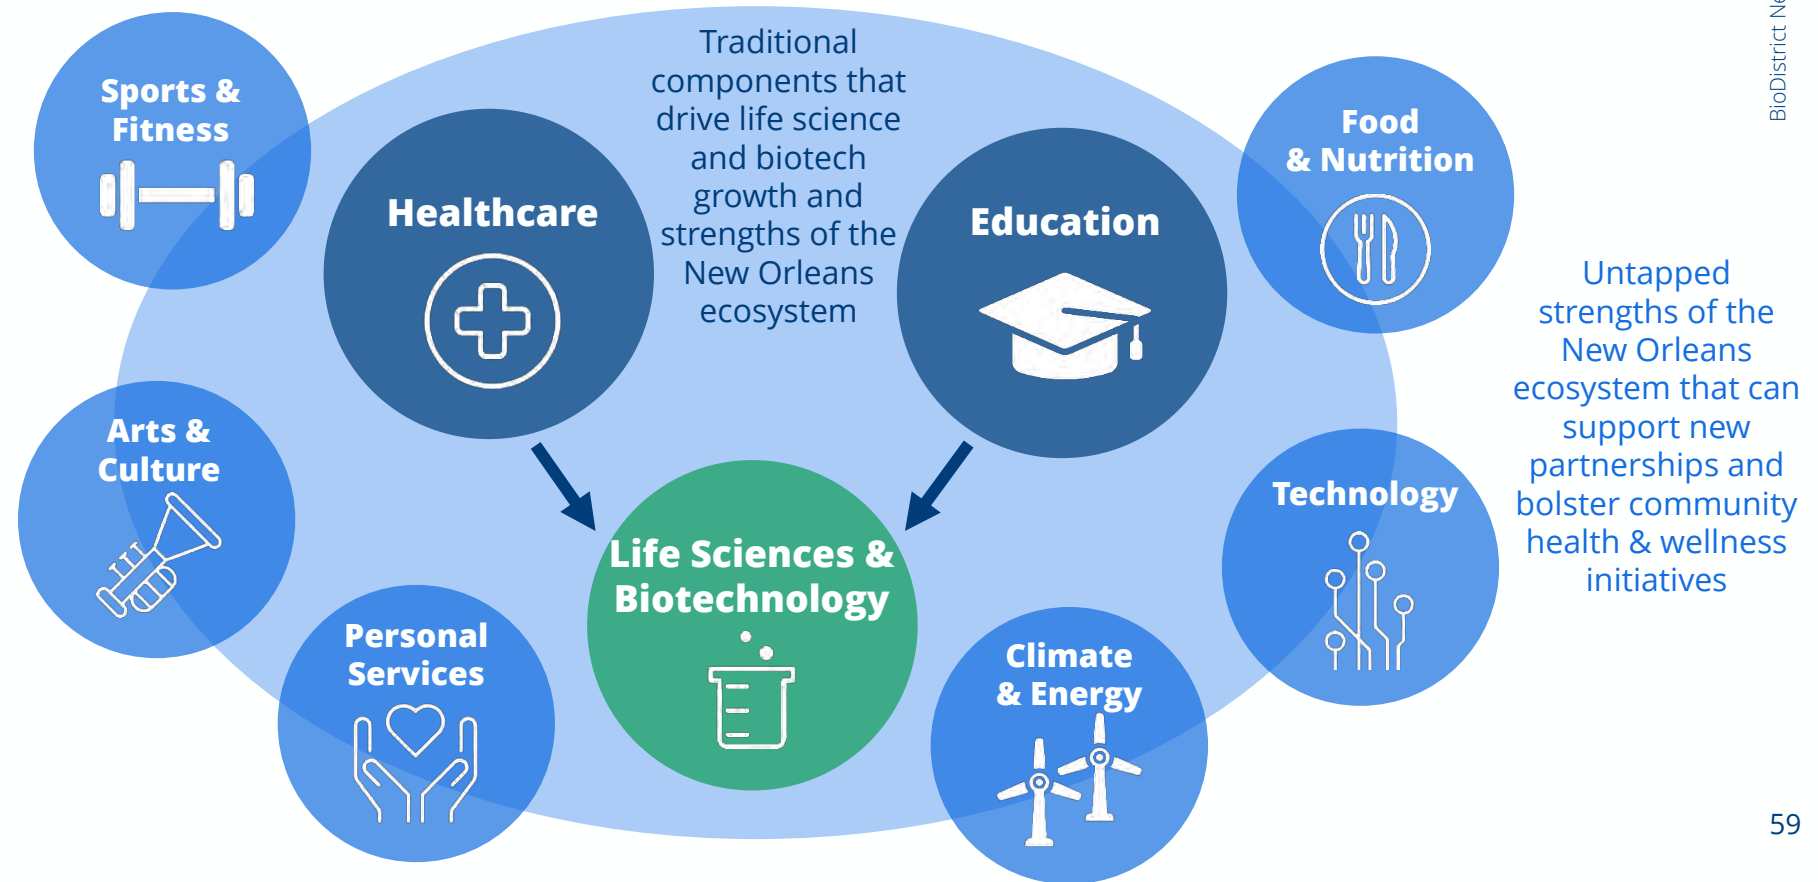 Sports &
Fitness
Healthcare
Traditional
components that
drive life science
and biotech
growth and
strengths of the
New Orleans
ecosystem
Education
Food
& Nutrition
BioDistrict
Untapped
strengths of the
New Orleans
ecosystem that can
support new
partnerships and
bolster community
health & wellness
initiatives
Arts &
Culture
Technology
Life Sciences &
Biotechnology
Personal
Services
Climate
& Energy
59